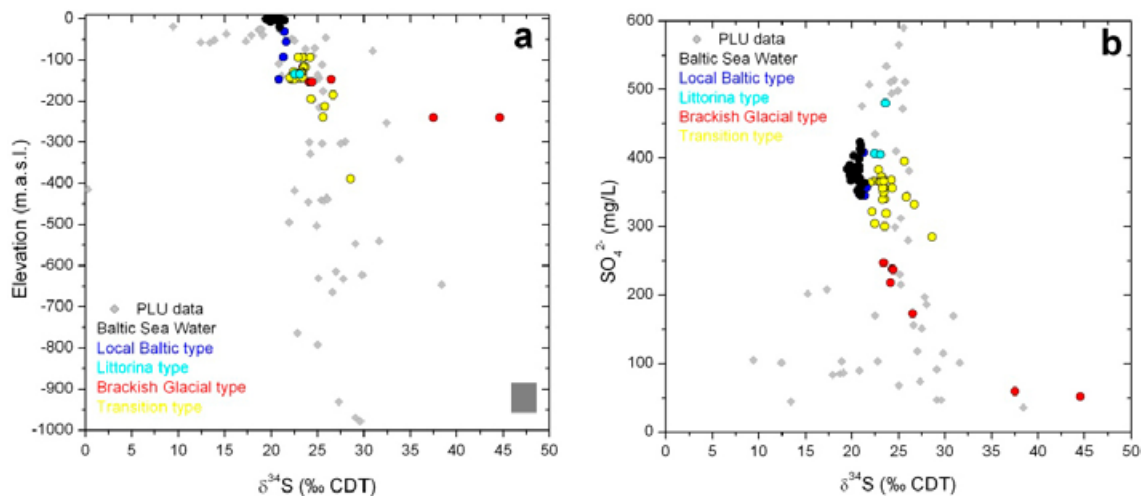 a
Elevation (m.a.s.l.)
0
-100
-200
-300
-400
-500
-600
-700
-800
-900
-1000
PLU data
Baltic Sea Water
Local Baltic type
Littorina type
Brackish Glacial type
Transition type
0 5 10 15 20 25 30 35 40 45 50
δ³⁴S (‰ CDT)
b
SO₄²⁻ (mg/L)
600
500
400
300
200
100
0
PLU data
Baltic Sea Water
Local Baltic type
Littorina type
Brackish Glacial type
Transition type
0 5 10 15 20 25 30 35 40 45 50
δ³⁴S (‰ CDT)